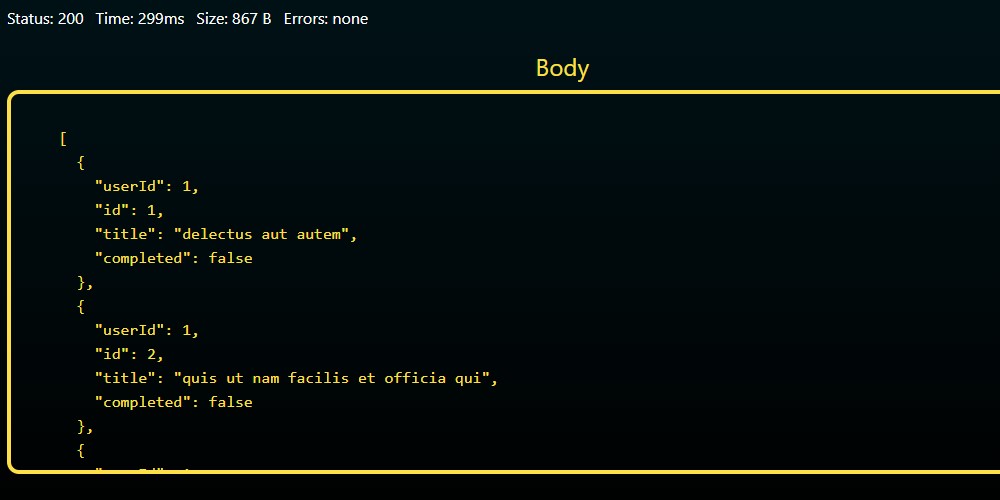 Status: 200 Time: 299ms Size: 867 B Errors: none
Body
[
{
"userId": 1,
"id": 1,
"title": "delectus aut autem",
"completed": false
},
{
"userId": 1,
"id": 2,
"title": "quis ut nam facilis et officia qui",
"completed": false
},
{